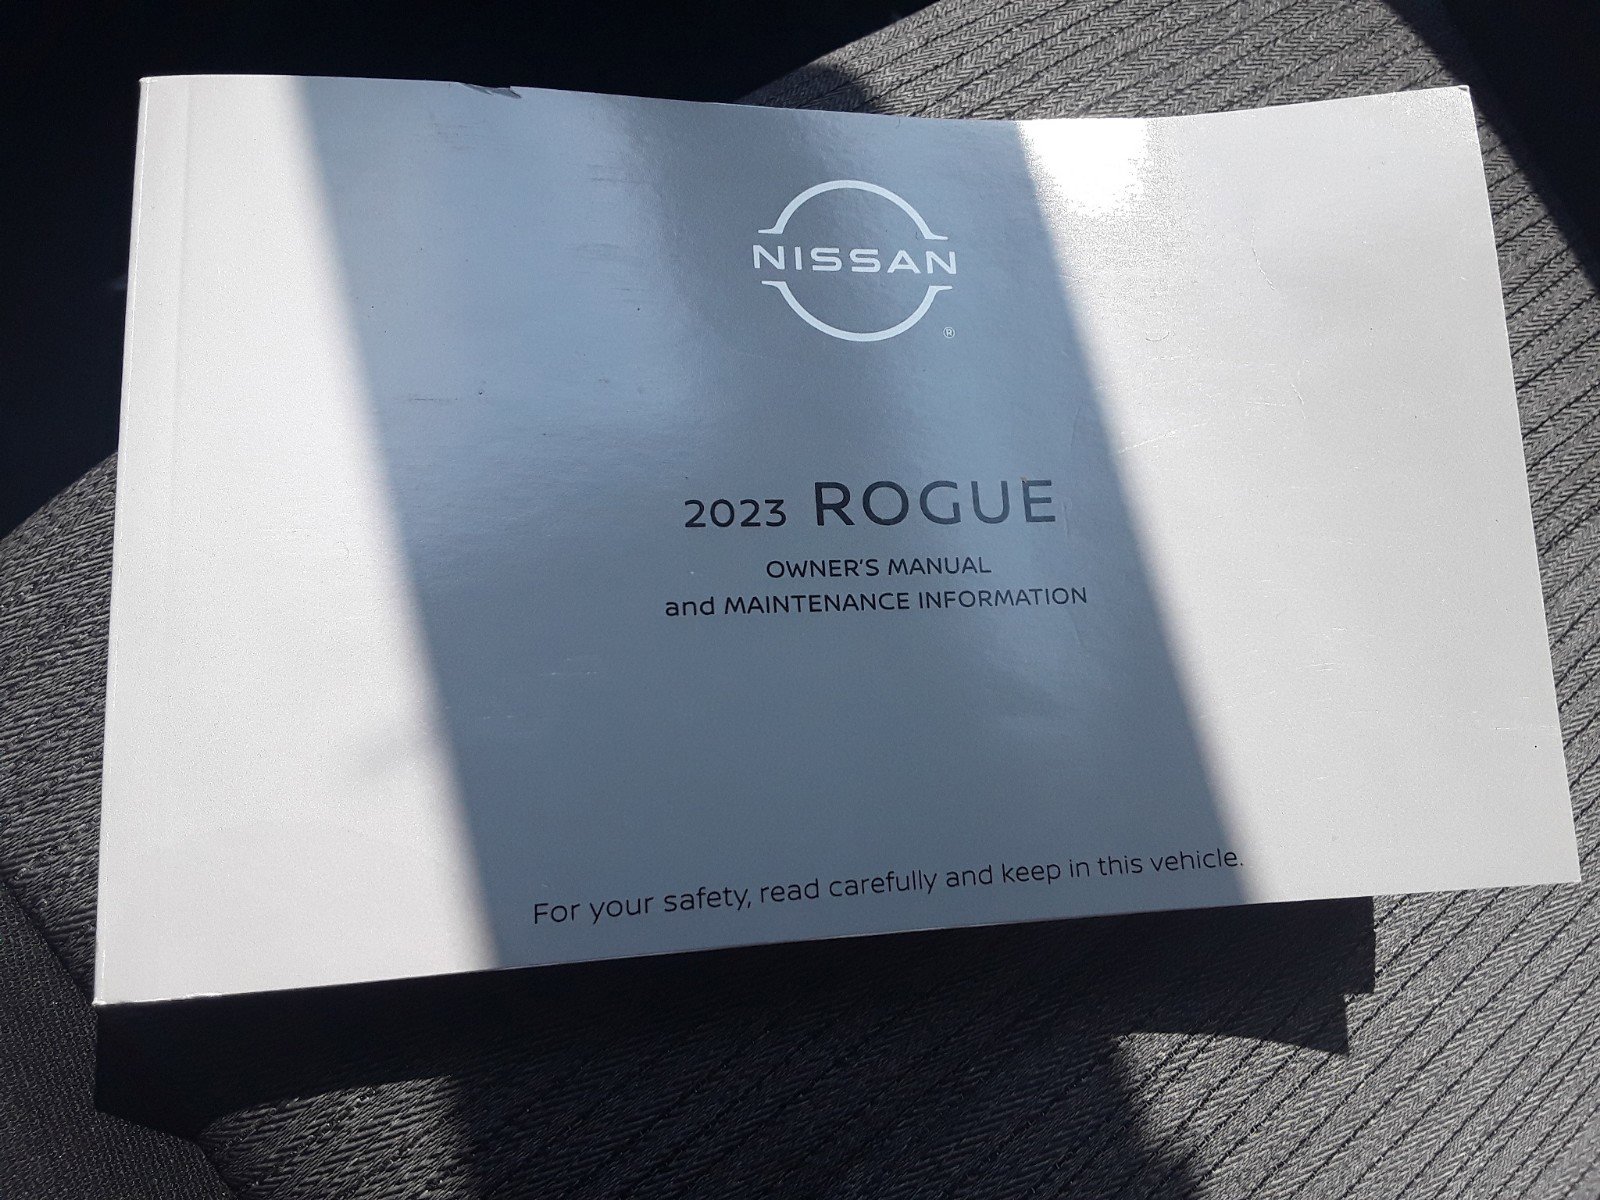 NISSAN
®
2023 ROGUE
OWNER'S MANUAL
and MAINTENANCE INFORMATION
For your safety, read carefully and keep in this vehicle.